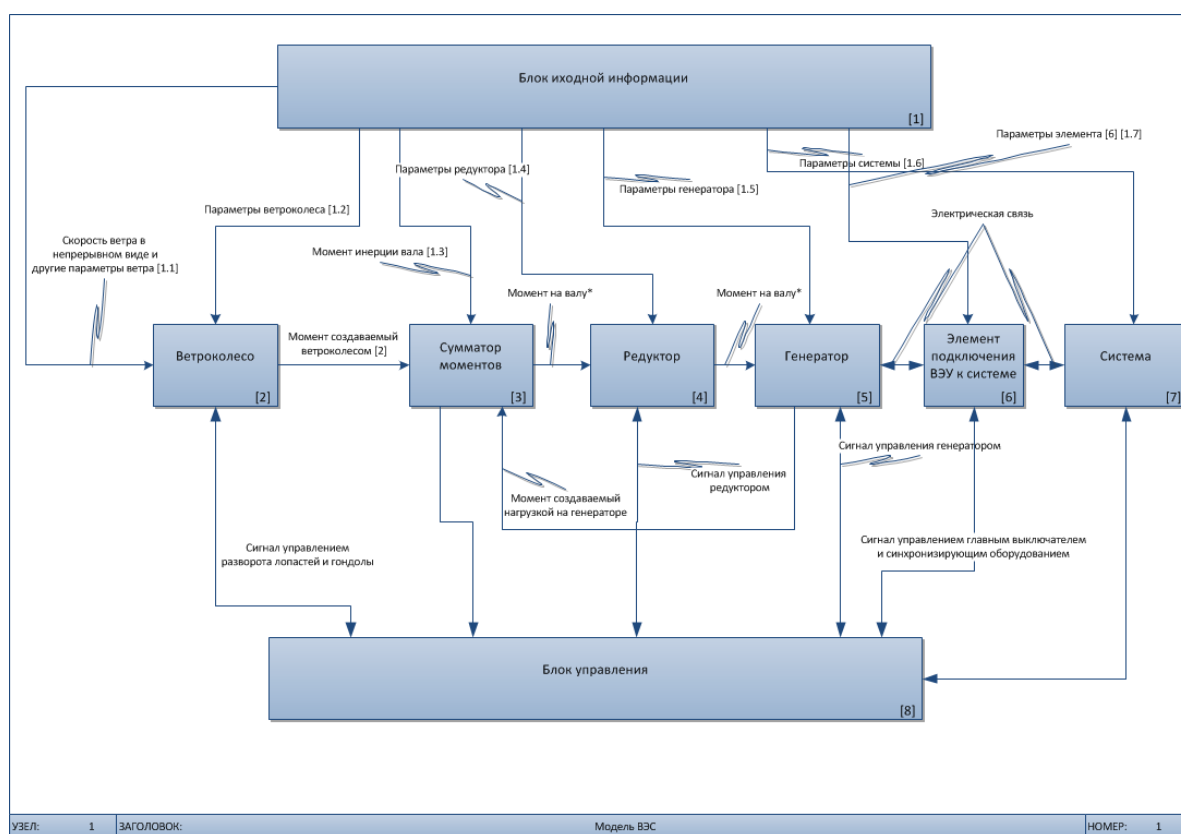 Блок иходной информации
[1]
Параметры элемента [6] [1.7]
Параметры редуктора [1.4]
Параметры системы [1.6]
Параметры генератора [1.5]
Параметры ветроколеса [1.2]
Электрическая связь
Скорость ветра в
непрерывном виде и
другие параметры ветра [1.1]
Момент инерции вала [1.3]
Момент на валу*
Момент на валу*
Ветроколесо
[2]
Момент создаваемый
ветроколесом [2]
Сумматор
моментов
[3]
Редуктор
[4]
Генератор
[5]
Элемент
подключения
ВЭУ к системе
[6]
Система
[7]
Сигнал управления генератором
Сигнал управления
редуктором
Момент создаваемый
нагрузкой на генераторе
Сигнал управлением
разворота лопастей и гондолы
Сигнал управлением главным выключателем
и синхронизирующим оборудованием
Блок управления
[8]
УЗЕЛ: 1 ЗАГОЛОВОК: Модель ВЭС НОМЕР: 1